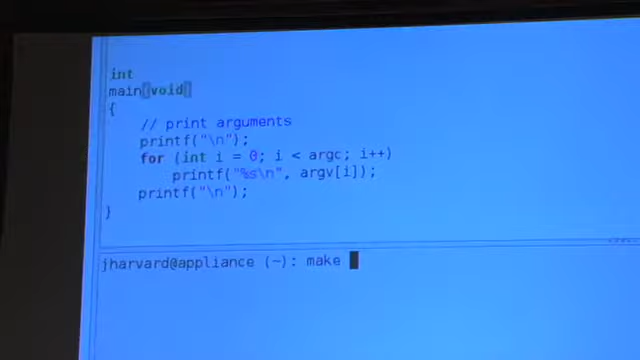 int
main(void)
{
// print arguments
printf("\n");
for (int i = 0; i < argc; i++)
printf("%s\n", argv[i]);
printf("\n");
}
jharvard@appliance (~): make